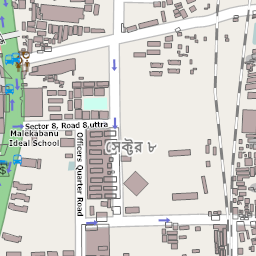 Sector 8, Road 8,uttra
Malekabanu
Ideal School
Officers Quarter Road
সেক্টর ৮